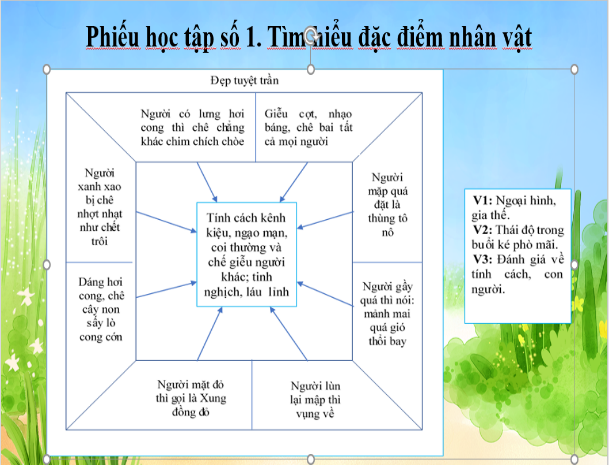 Phiếu học tập số 1. Tìm hiểu đặc điểm nhân vật
Đẹp tuyệt trần
Người có lưng hơi
cong thì chê chẳng
khác chim chích chòe
Giễu cợt, nhạo
báng, chê bai tất
cả mọi người
Người
xanh xao
bị chê
nhợt nhạt
như chết
trôi
Người
mập quá
đặt là
thùng tô
nô
Tính cách kênh
kiệu, ngạo mạn,
coi thường và
chế giễu người
khác; tinh
nghịch, láu lỉnh
Dáng hơi
cong, chê
cây non
sấy lò
cong cớn
Người gầy
quá thì nói:
mảnh mai
quá gió
thổi bay
Người mặt đỏ
thì gọi là Xung
đồng đỏ
Người lùn
lại mập thì
vụng về
V1: Ngoại hình,
gia thế.
V2: Thái độ trong
buổi ké phò mãi.
V3: Đánh giá về
tính cách, con
người.